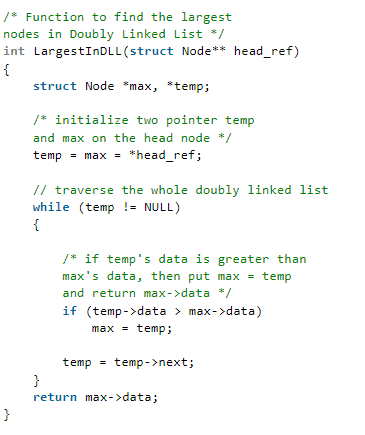 /* Function to find the largest
nodes in Doubly Linked List */
int LargestInDLL(struct Node** head_ref)
{
    struct Node *max, *temp;

    /* initialize two pointer temp
    and max on the head node */
    temp = max = *head_ref;

    // traverse the whole doubly linked list
    while (temp != NULL)
    {

        /* if temp's data is greater than
        max's data, then put max = temp
        and return max->data */
        if (temp->data > max->data)
            max = temp;

        temp = temp->next;
    }
    return max->data;
}